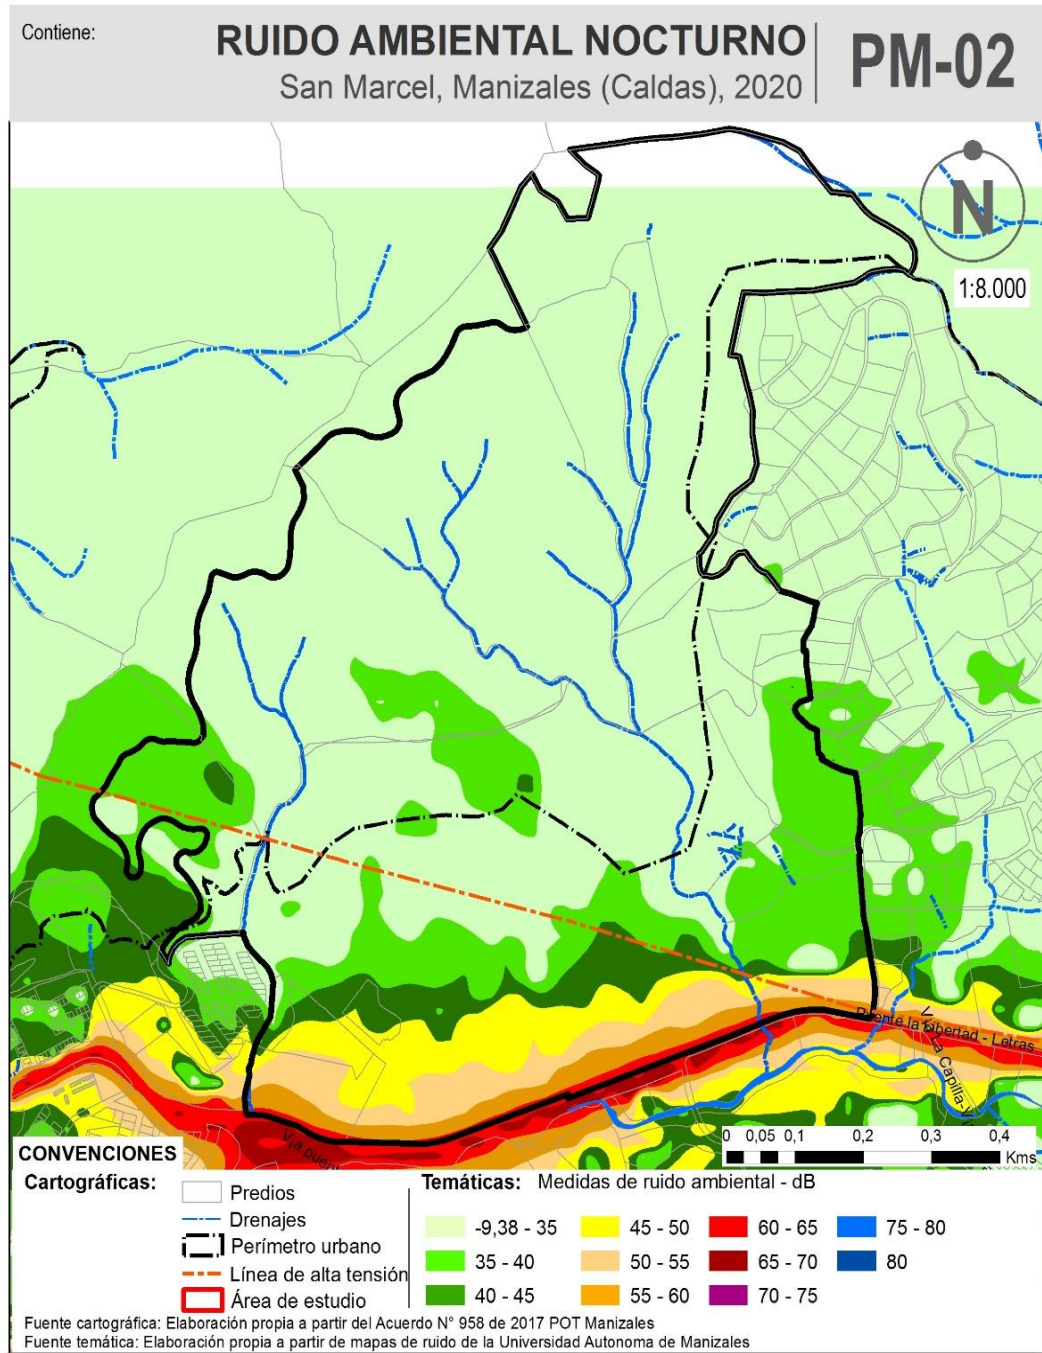 Contiene:
RUIDO AMBIENTAL NOCTURNO
San Marcel, Manizales (Caldas), 2020
PM-02
N
1:8.000
Puente la Libertad - Letras
Vía La Capilla-V
Vía puent
0 0,05 0,1 0,2 0,3 0,4
Kms
CONVENCIONES
Cartográficas:
Predios
Drenajes
Perímetro urbano
Línea de alta tensión
Área de estudio
Temáticas: Medidas de ruido ambiental - dB
-9,38 - 35
35 - 40
40 - 45
45 - 50
50 - 55
55 - 60
60 - 65
65 - 70
70 - 75
75 - 80
80
Fuente cartográfica: Elaboración propia a partir del Acuerdo N° 958 de 2017 POT Manizales
Fuente temática: Elaboración propia a partir de mapas de ruido de la Universidad Autonoma de Manizales